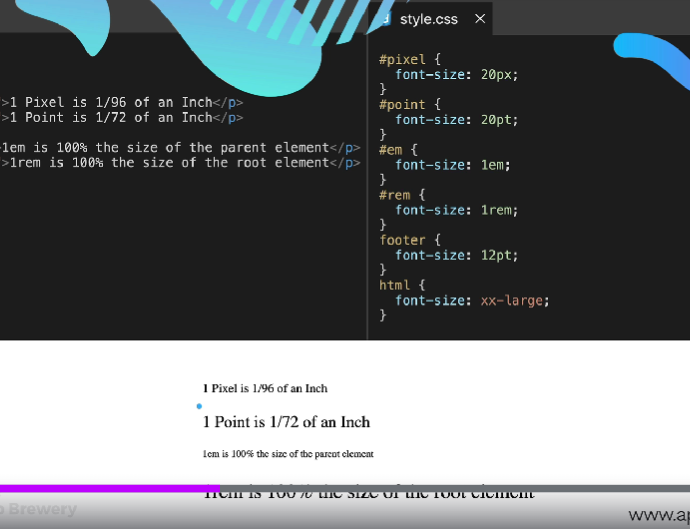 style.css ×
>1 Pixel is 1/96 of an Inch</p>
>1 Point is 1/72 of an Inch</p>
>1em is 100% the size of the parent element</p>
>1rem is 100% the size of the root element</p>
#pixel {
font-size: 20px;
}
#point {
font-size: 20pt;
}
#em {
font-size: 1em;
}
#rem {
font-size: 1rem;
}
footer {
font-size: 12pt;
}
html {
font-size: xx-large;
}
1 Pixel is 1/96 of an Inch
1 Point is 1/72 of an Inch
1em is 100% the size of the parent element
1rem is 100% the size of the root element
Brewery
www.ap